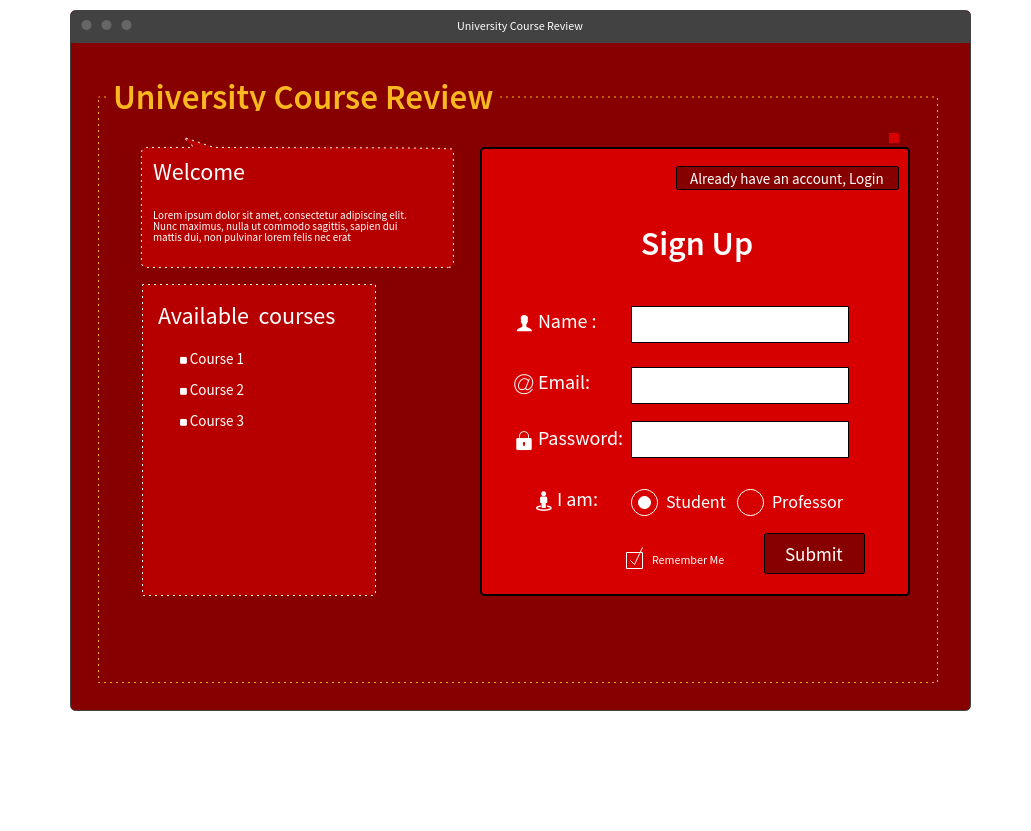 University Course Review
University Course Review
Welcome
Lorem ipsum dolor sit amet, consectetur adipiscing elit.
Nunc maximus, nulla ut commodo sagittis, sapien dui
mattis dui, non pulvinar lorem felis nec erat
Available courses
Course 1
Course 2
Course 3
Already have an account, Login
Sign Up
Name :
Email:
Password:
I am:
Student
Professor
Remember Me
Submit